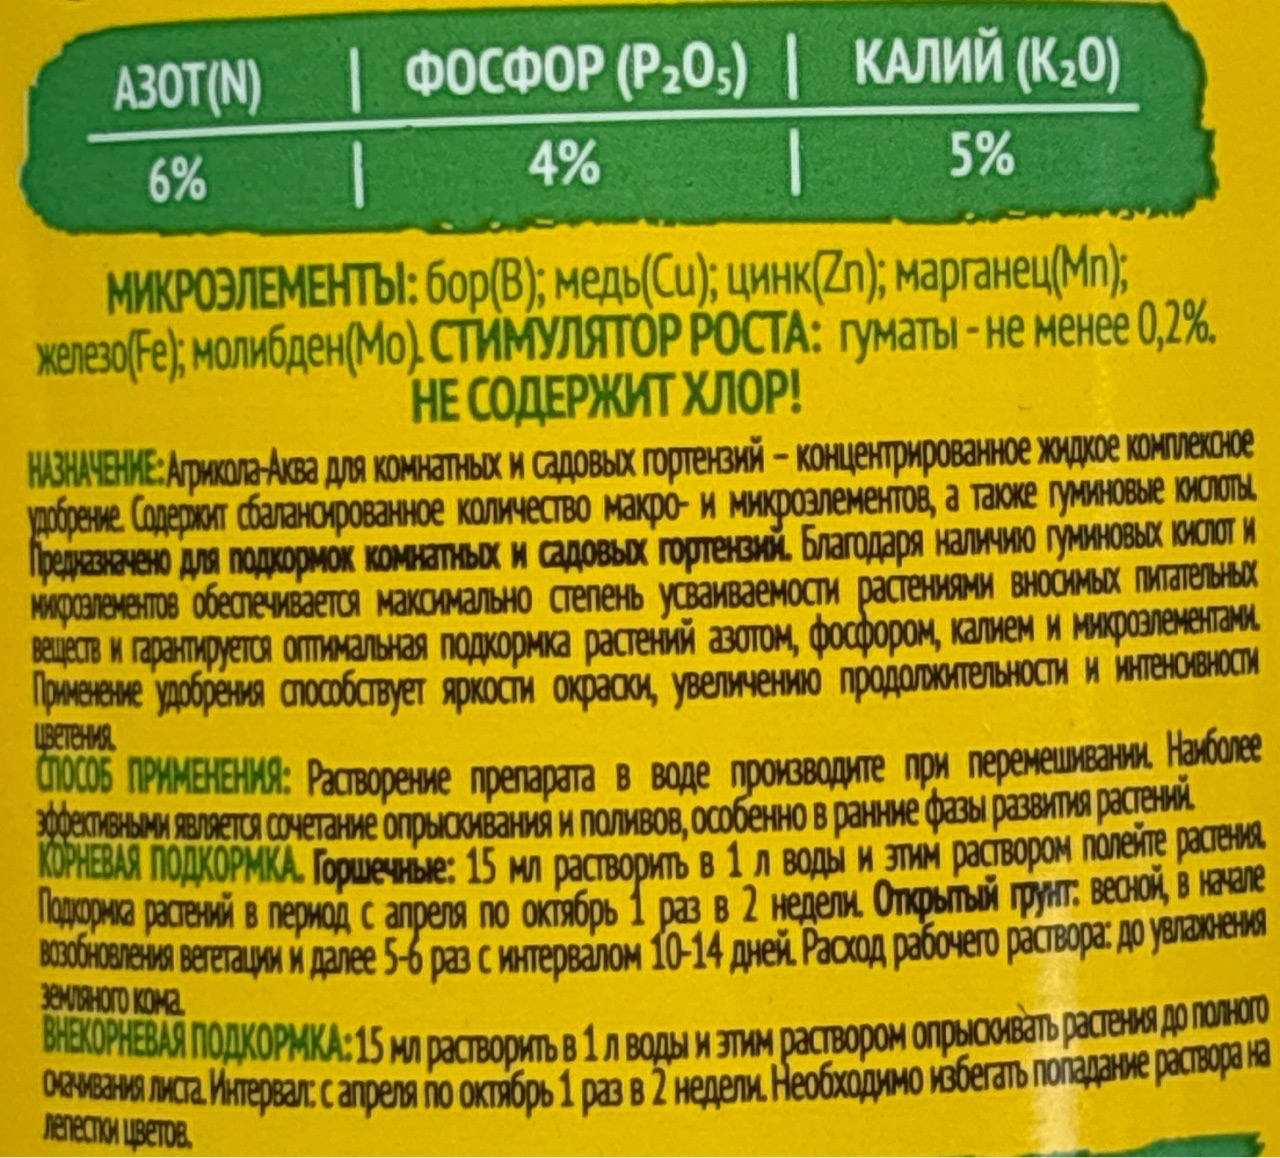 АЗОТ(N) | ФОСФОР (P₂O₅) | КАЛИЙ (K₂O)
6% | 4% | 5%
МИКРОЭЛЕМЕНТЫ: бор(B); медь(Cu); цинк(Zn); марганец(Mn);
железо(Fe); молибден(Mo). СТИМУЛЯТОР РОСТА: гуматы - не менее 0,2%.
НЕ СОДЕРЖИТ ХЛОР!
НАЗНАЧЕНИЕ: Агрикола-Аква для комнатных и садовых гортензий – концентрированное жидкое комплексное
удобрение. Содержит сбалансированное количество макро- и микроэлементов, а также гуминовые кислоты.
Предназначено для подкормок комнатных и садовых гортензий. Благодаря наличию гуминовых кислот и
микроэлементов обеспечивается максимально степень усваиваемости растениями вносимых питательных
веществ и гарантируется оптимальная подкормка растений азотом, фосфором, калием и микроэлементами.
Применение удобрения способствует яркости окраски, увеличению продолжительности и интенсивности
цветения.
СПОСОБ ПРИМЕНЕНИЯ: Растворение препарата в воде производите при перемешивании. Наиболее
эффективными является сочетание опрыскивания и поливов, особенно в ранние фазы развития растений.
КОРНЕВАЯ ПОДКОРМКА. Горшечные: 15 мл растворить в 1 л воды и этим раствором полейте растения.
Подкормка растений в период с апреля по октябрь 1 раз в 2 недели. Открытый грунт: весной, в начале
возобновления вегетации и далее 5-6 раз с интервалом 10-14 дней. Расход рабочего раствора: до увлажнения
земляного кома.
ВНЕКОРНЕВАЯ ПОДКОРМКА: 15 мл растворить в 1 л воды и этим раствором опрыскивать растения до полного
смачивания листа. Интервал: с апреля по октябрь 1 раз в 2 недели. Необходимо избегать попадание раствора на
лепестки цветов.